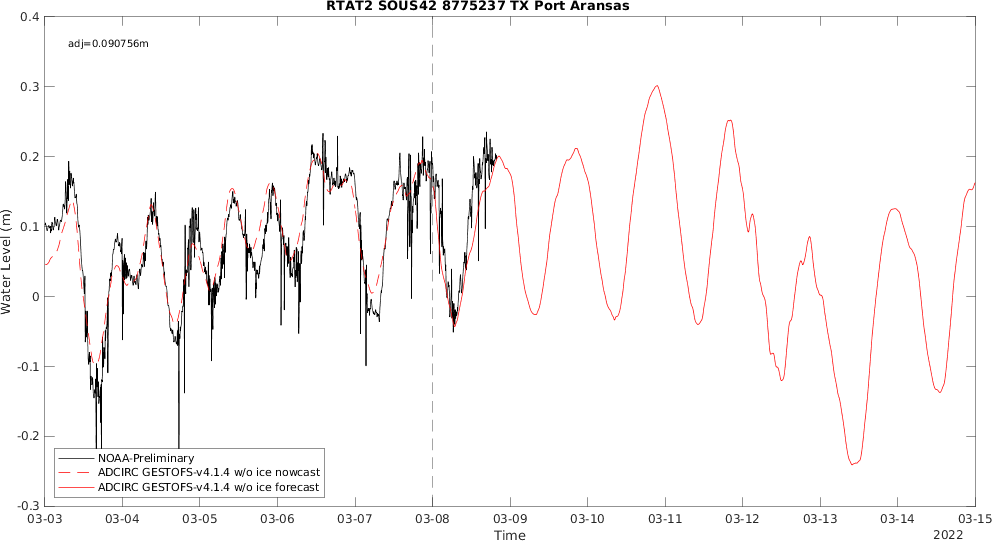 RTAT2 SOUS42 8775237 TX Port Aransas
adj=0.090756m
0.4
0.3
0.2
0.1
0
-0.1
-0.2
-0.3
Water Level (m)
NOAA-Preliminary
ADCIRC GESTOFS-v4.1.4 w/o ice nowcast
ADCIRC GESTOFS-v4.1.4 w/o ice forecast
03-03 03-04 03-05 03-06 03-07 03-08 03-09 03-10 03-11 03-12 03-13 03-14 03-15
Time
2022